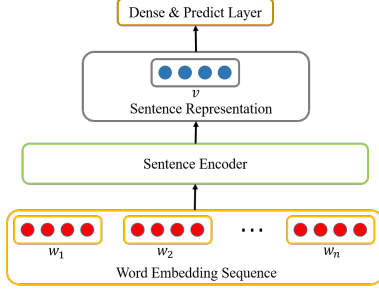 Dense & Predict Layer
v
Sentence Representation
Sentence Encoder
...
w1 w2 wn
Word Embedding Sequence